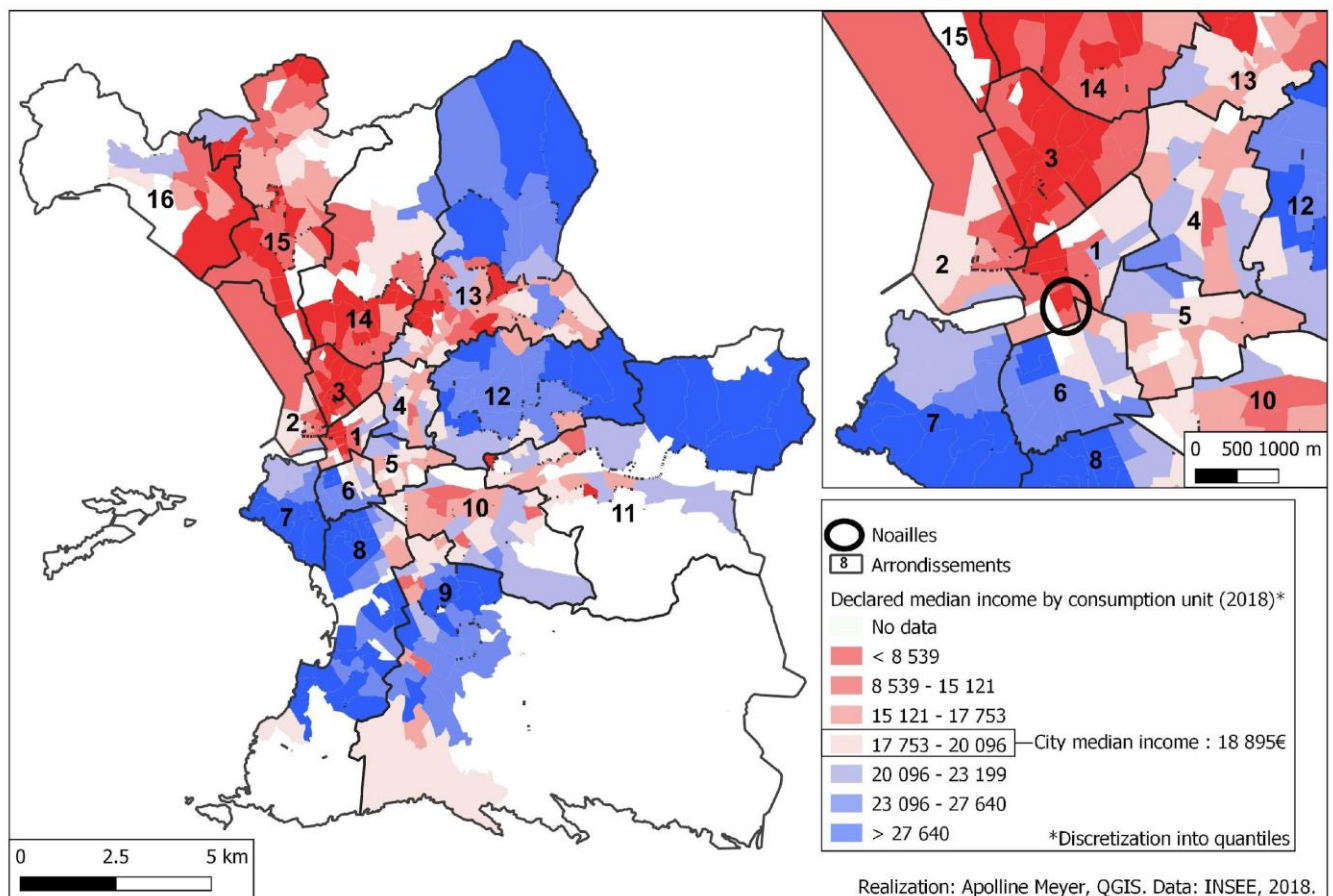 16
15
14
13
3
4
12
2
1
5
6
7
8
10
11
9
0 2.5 5 km
15
14
13
3
12
4
2
1
5
6
7
8
10
0 500 1000 m
Noailles
8 Arrondissements
Declared median income by consumption unit (2018)*
No data
< 8 539
8 539 - 15 121
15 121 - 17 753
17 753 - 20 096 City median income : 18 895€
20 096 - 23 199
23 096 - 27 640
> 27 640 *Discretization into quantiles
Realization: Apolline Meyer, QGIS. Data: INSEE, 2018.